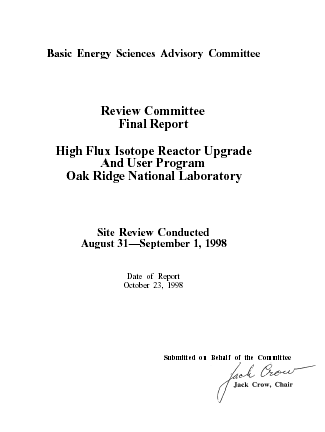 Basic Energy Sciences Advisory Committee
Review Committee
Final Report
High Flux Isotope Reactor Upgrade
And User Program
Oak Ridge National Laboratory
Site Review Conducted
August 31—September 1, 1998
Date of Report
October 23, 1998
Submitted on Behalf of the Committee
Jack Crow
Jack Crow, Chair